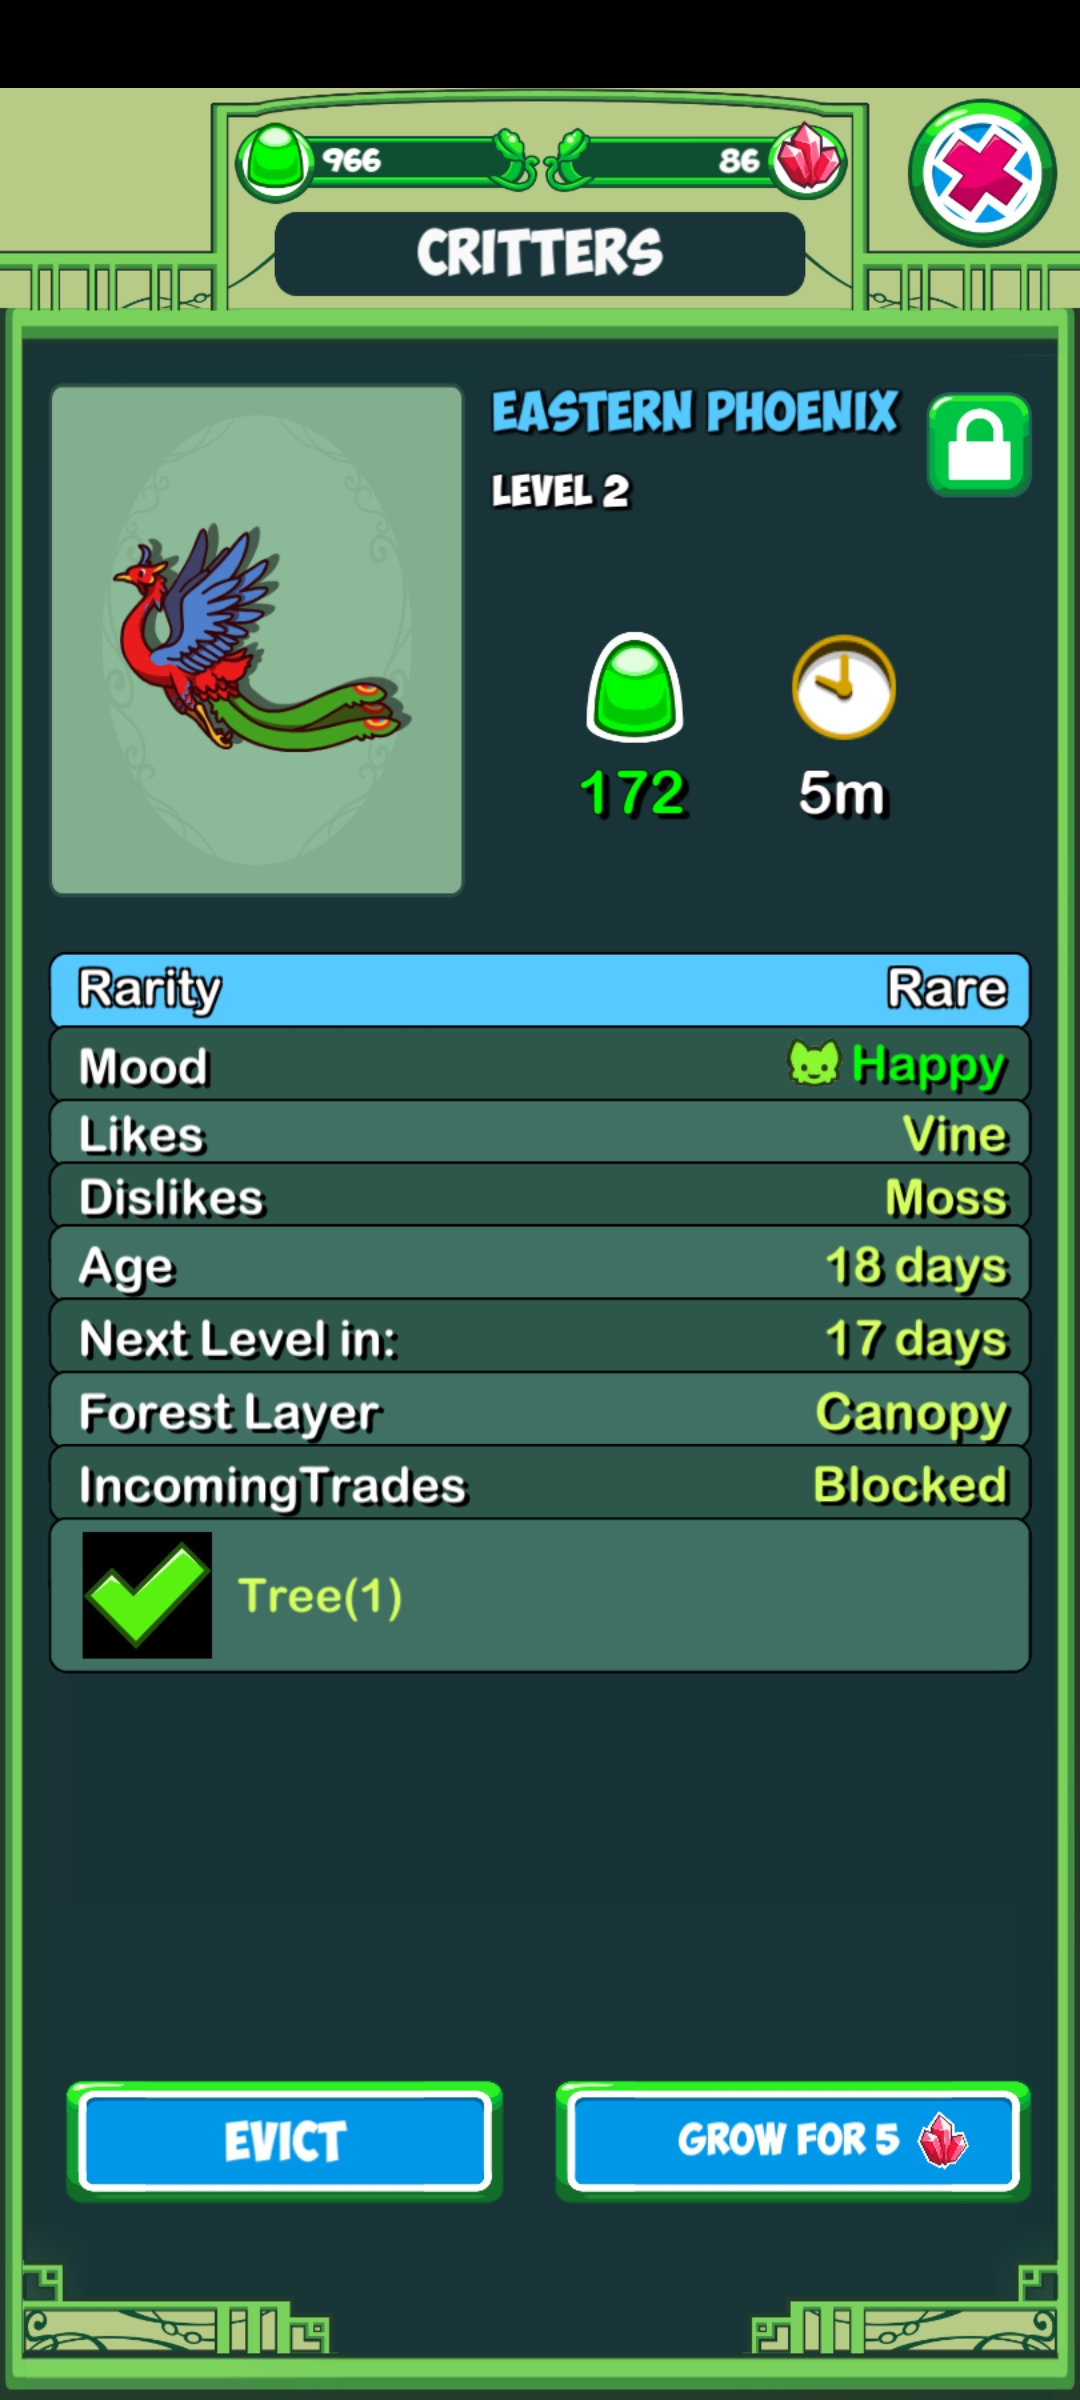 966
86
CRITTERS
EASTERN PHOENIX
LEVEL 2
172
5m
Rarity Rare
Mood Happy
Likes Vine
Dislikes Moss
Age 18 days
Next Level in: 17 days
Forest Layer Canopy
IncomingTrades Blocked
Tree(1)
EVICT
GROW FOR 5